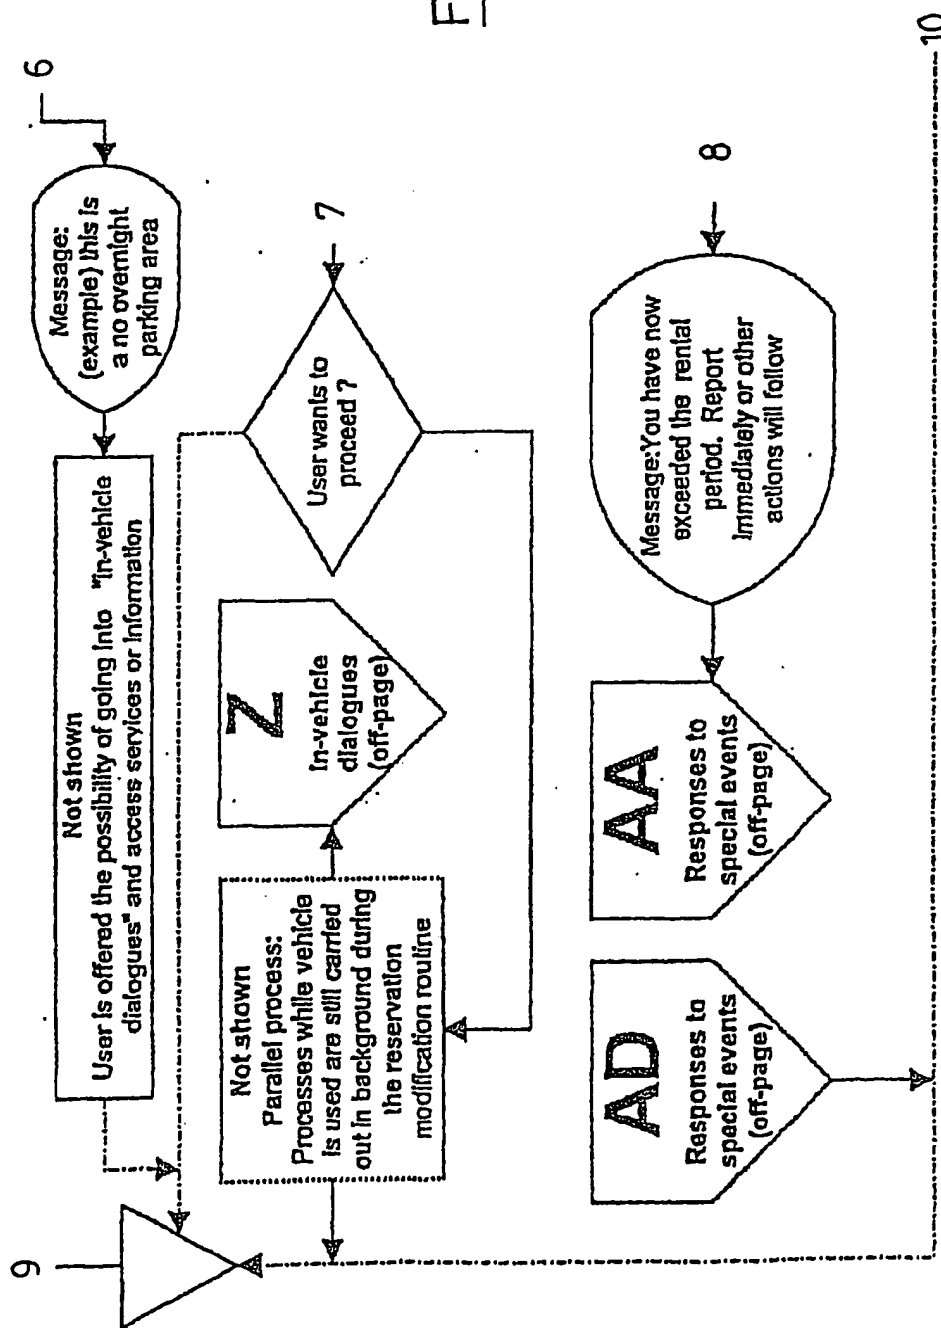 F
6
Message:
(example) this is
a no overnight
parking area
Not shown
User is offered the possibility of going into "in-vehicle
dialogues" and access services or information
7
User wants to
proceed ?
Z
In-vehicle
dialogues
(off-page)
Not shown
Parallel process:
Processes while vehicle
is used are still carried
out in background during
the reservation
modification routine
8
Message:You have now
exceeded the rental
period. Report
Immediately or other
actions will follow
AA
Responses to
special events
(off-page)
AD
Responses to
special events
(off-page)
9
10